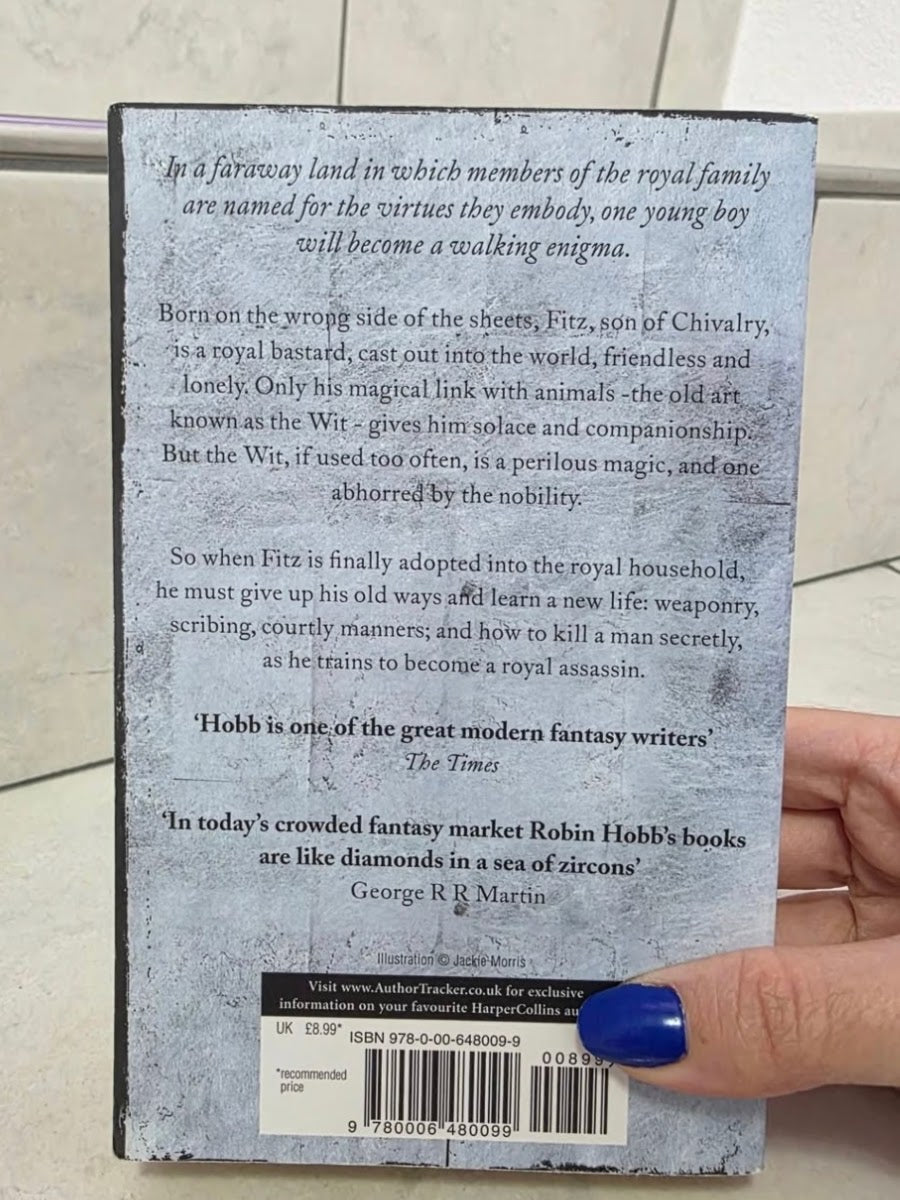 In a faraway land in which members of the royal family
are named for the virtues they embody, one young boy
will become a walking enigma.
Born on the wrong side of the sheets, Fitz, son of Chivalry,
is a royal bastard, cast out into the world, friendless and
lonely. Only his magical link with animals -the old art
known as the Wit - gives him solace and companionship.
But the Wit, if used too often, is a perilous magic, and one
abhorred by the nobility.
So when Fitz is finally adopted into the royal household,
he must give up his old ways and learn a new life: weaponry,
scribing, courtly manners; and how to kill a man secretly,
as he trains to become a royal assassin.
‘Hobb is one of the great modern fantasy writers’
The Times
‘In today’s crowded fantasy market Robin Hobb’s books
are like diamonds in a sea of zircons’
George R R Martin
Illustration © Jackie Morris
Visit www.AuthorTracker.co.uk for exclusive
information on your favourite HarperCollins
UK £8.99*
ISBN 978-0-00-648009-9
*recommended
price
00899
9 780006 480099